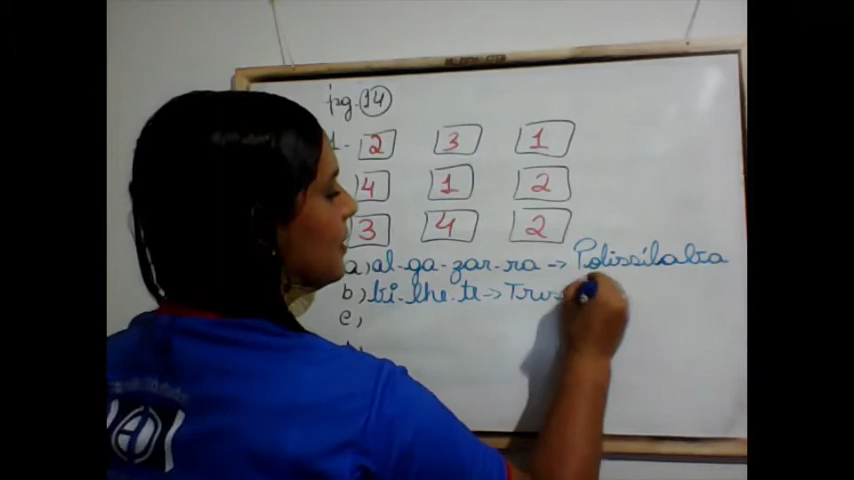 pg. 14
1- 2 3 1
4 1 2
3 4 2
a) al-ga-zar-ra -> Polissílaba
b) bi-lhe-te -> Tris
c)